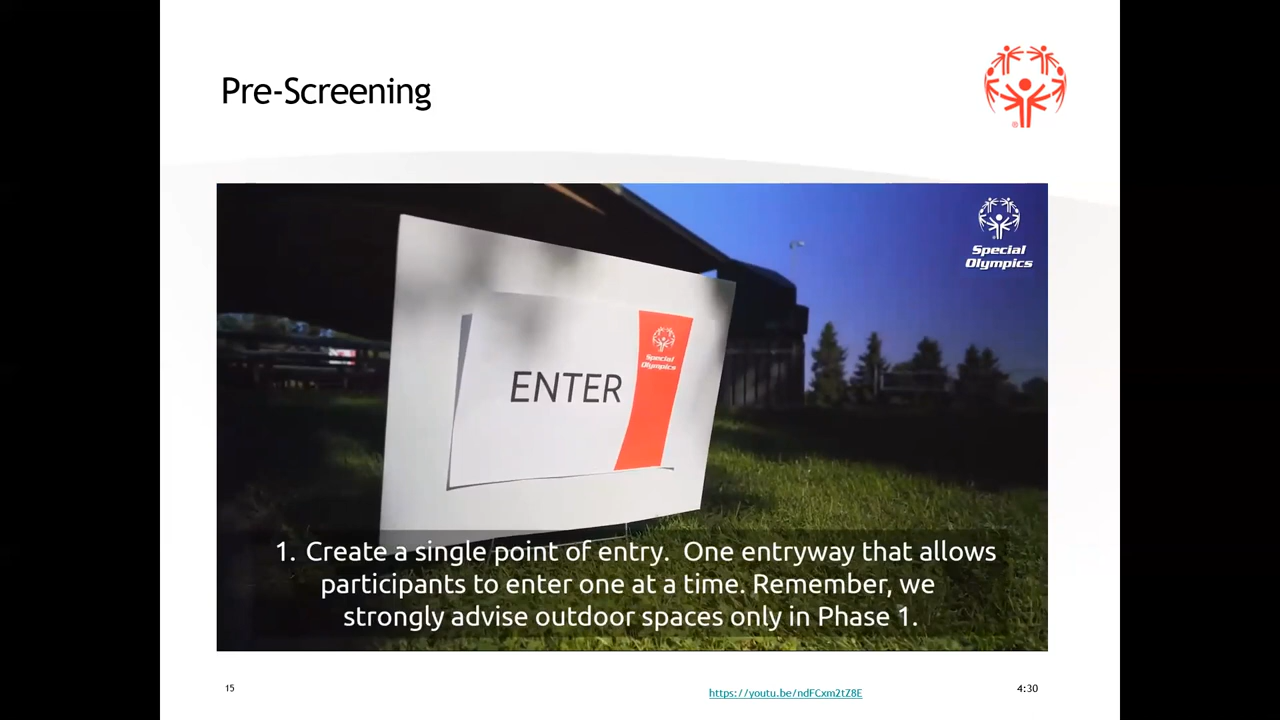 Pre-Screening
Special
Olympics
Special
Olympics
ENTER
1. Create a single point of entry. One entryway that allows
participants to enter one at a time. Remember, we
strongly advise outdoor spaces only in Phase 1.
15
https://youtu.be/ndFCxm2tZ8E
4:30